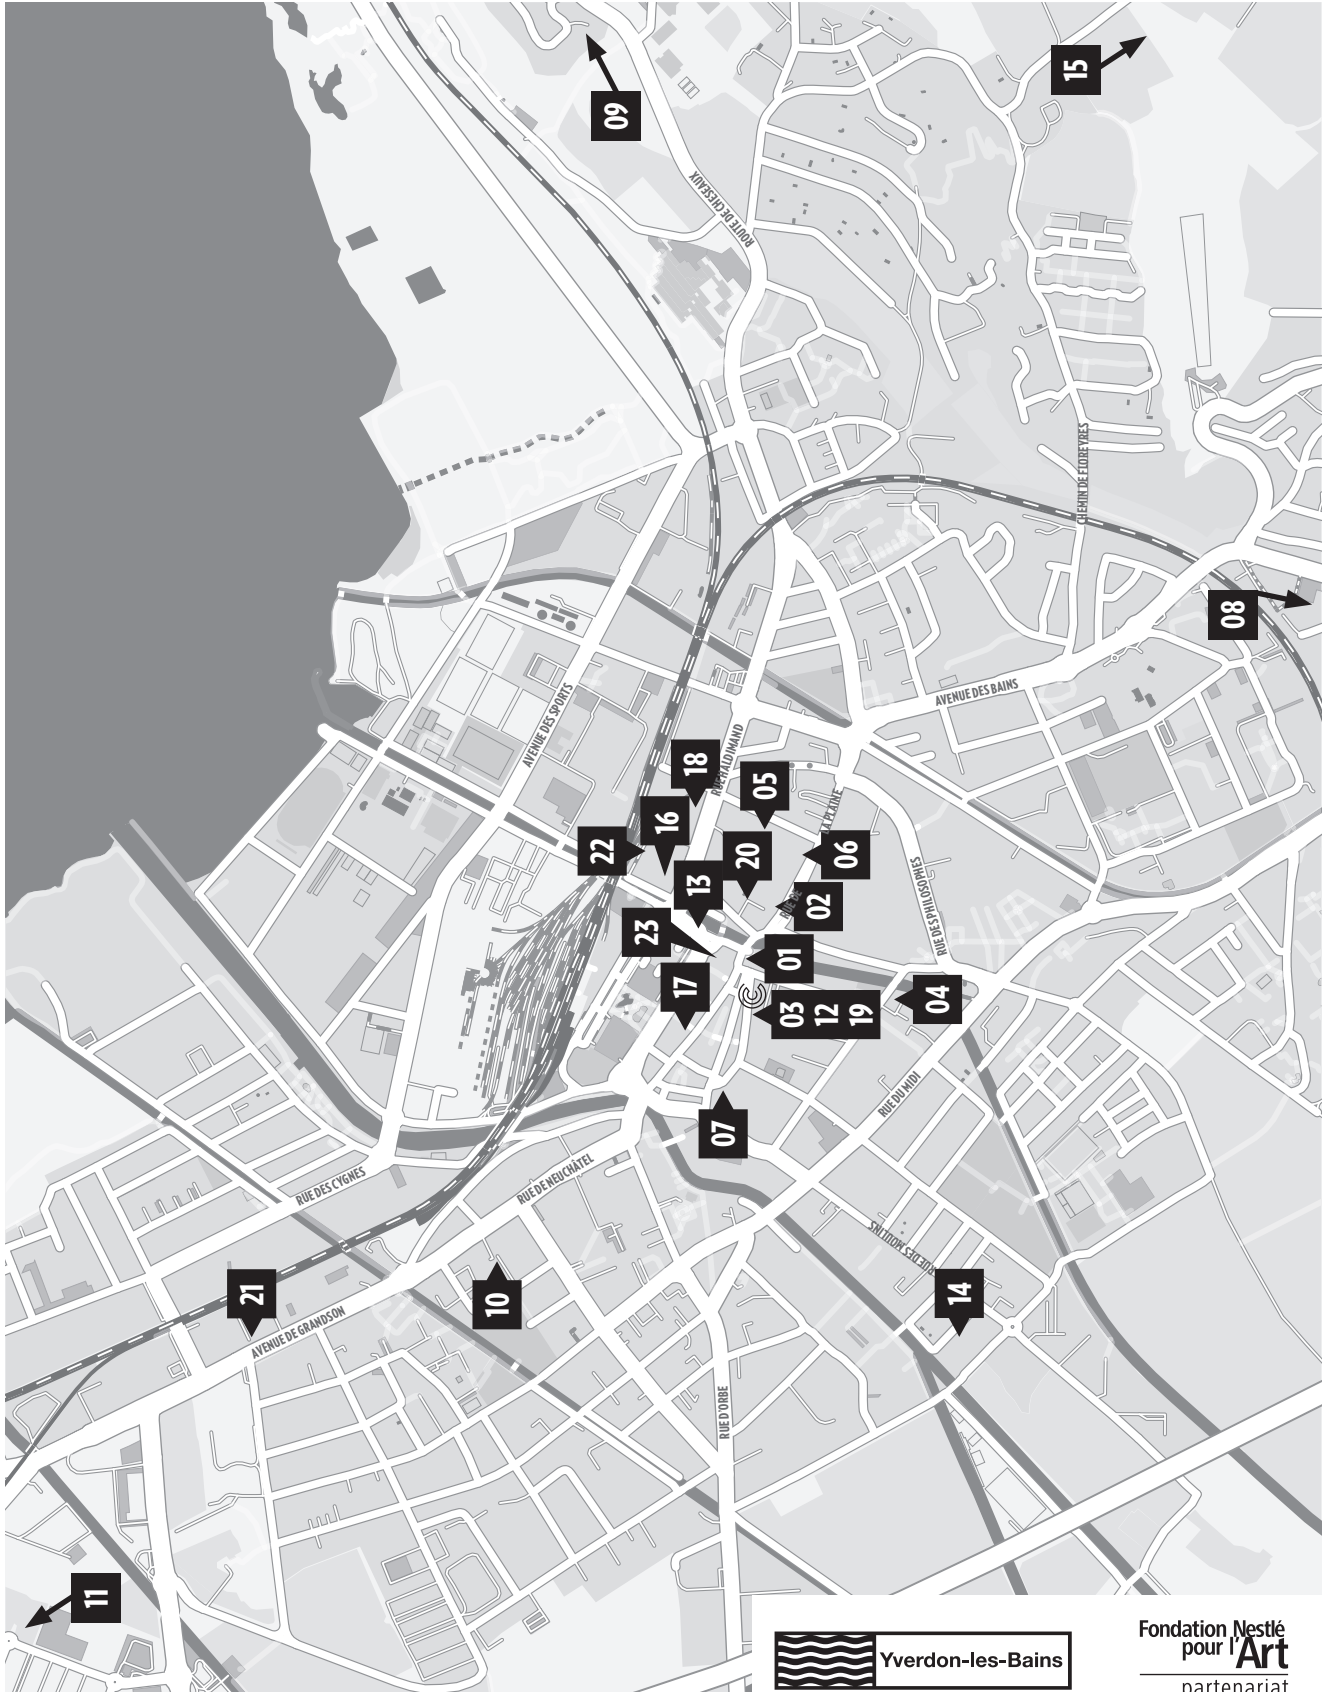 09
15
ROUTE DE CHESEAUX
CHEMIN DE FLOREYRES
08
AVENUE DES SPORTS
AVENUE DES BAINS
RUE HALDIMAND
18
05
16
22
LA PLAINE
20
06
13
RUE DE
02
23
RUE DES PHILOSOPHES
01
17
04
03
12
19
RUE DU MIDI
07
RUE DES CYGNES
RUE DE NEUCHÂTEL
RUE DES MOULINS
21
10
14
AVENUE DE GRANDSON
RUE D'ORBE
11
Yverdon-les-Bains
Fondation Nestlé
pour l'Art
partenariat